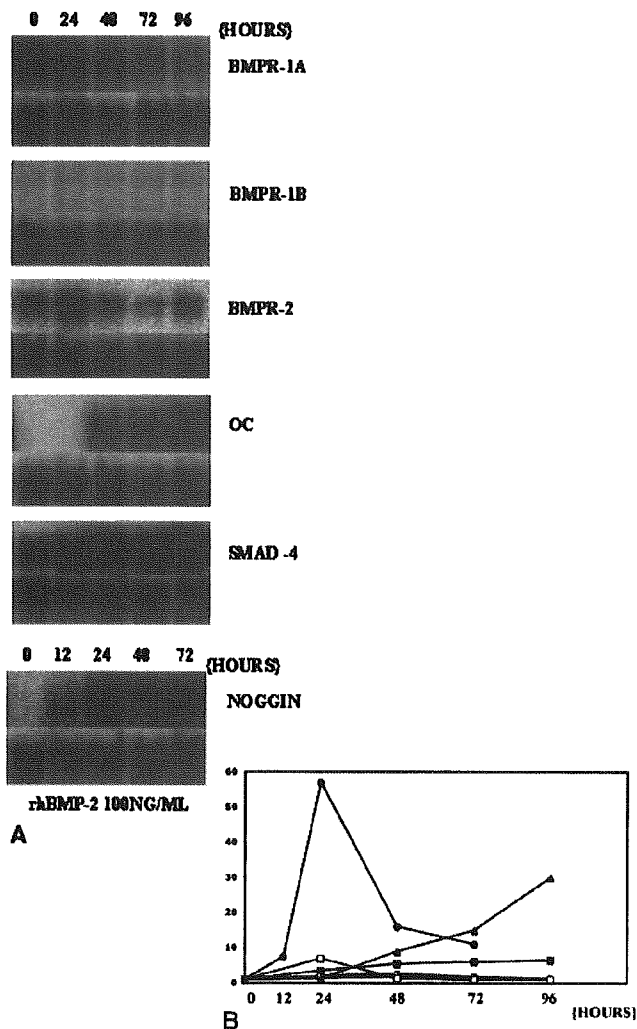 0 24 48 72 96
{HOURS}
BMPR-1A
BMPR-1B
BMPR-2
OC
SMAD -4
0 12 24 48 72
{HOURS}
NOGGIN
rhBMP-2 100NG/ML
A
60
50
40
30
20
10
0
0 12 24 48 72 96
{HOURS}
B